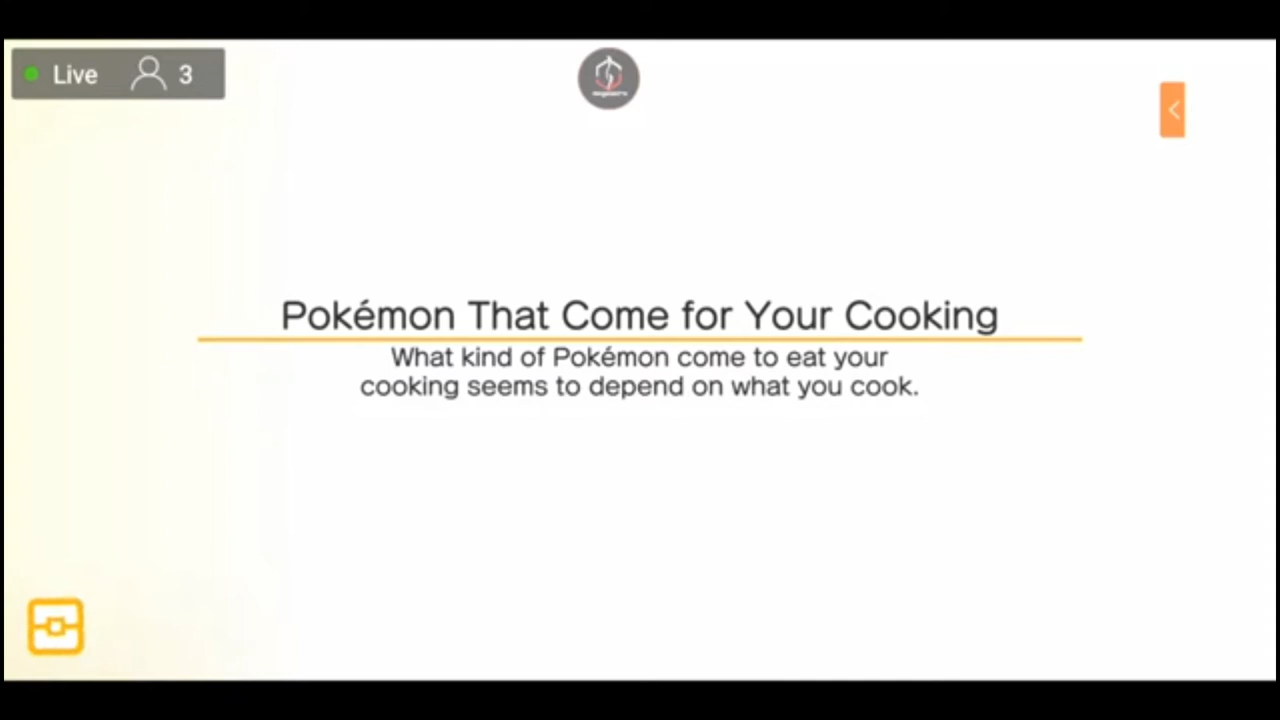 Live 3
Pokémon That Come for Your Cooking
What kind of Pokémon come to eat your
cooking seems to depend on what you cook.